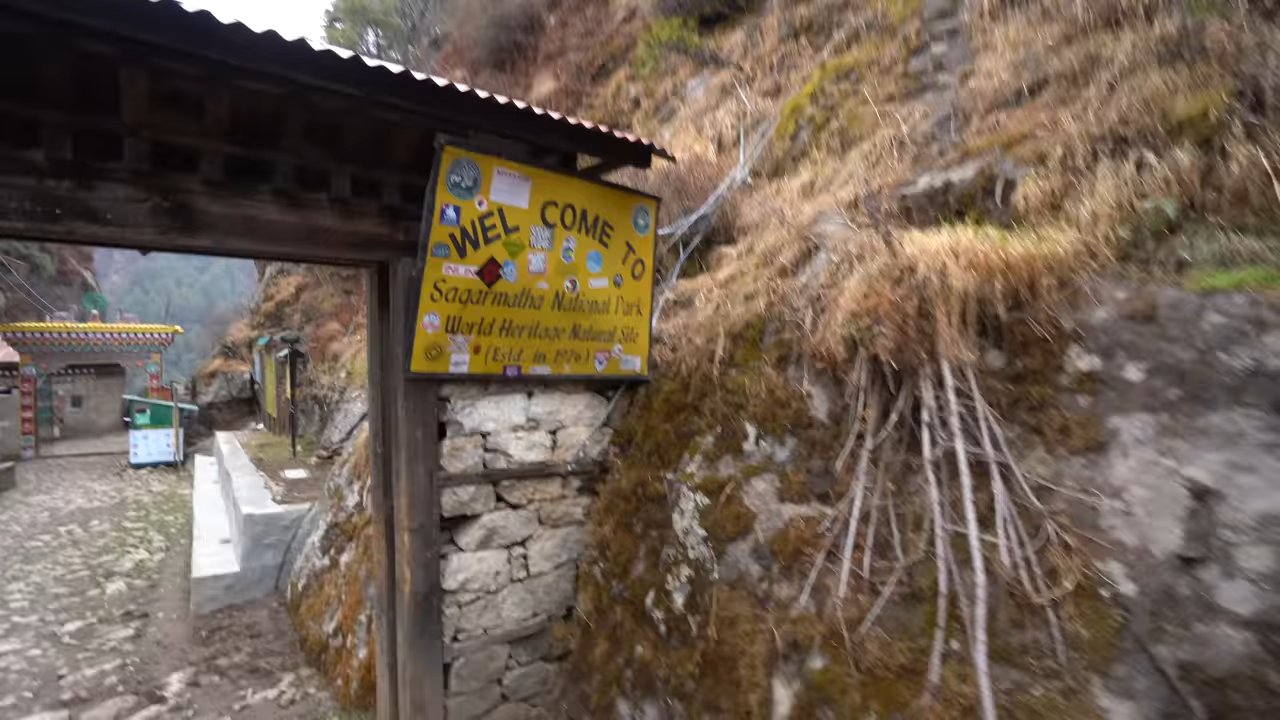 WEL COME TO
Sagarmatha National Park
World Heritage Natural Site
(Estd. in 1976)